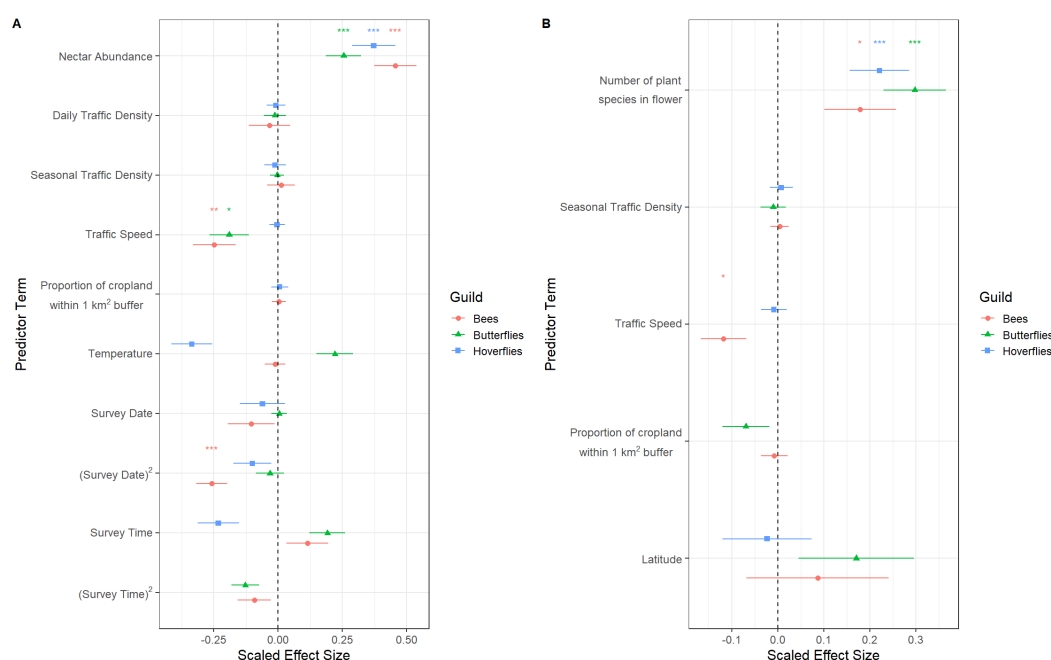 A
***
***
***
Nectar Abundance
Daily Traffic Density
Seasonal Traffic Density
**
*
Traffic Speed
Proportion of cropland
within 1 km²  buffer
Temperature
Survey Date
***
(Survey Date)²
Survey Time
(Survey Time)²
Predictor Term
-0.25
0.00
0.25
0.50
Scaled Effect Size
Guild
Bees
Butterflies
Hoverflies
B
*
***
***
Number of plant
species in flower
Seasonal Traffic Density
*
Traffic Speed
Proportion of cropland
within 1 km² buffer
Latitude
Predictor Term
-0.1
0.0
0.1
0.2
0.3
Scaled Effect Size
Guild
Bees
Butterflies
Hoverflies